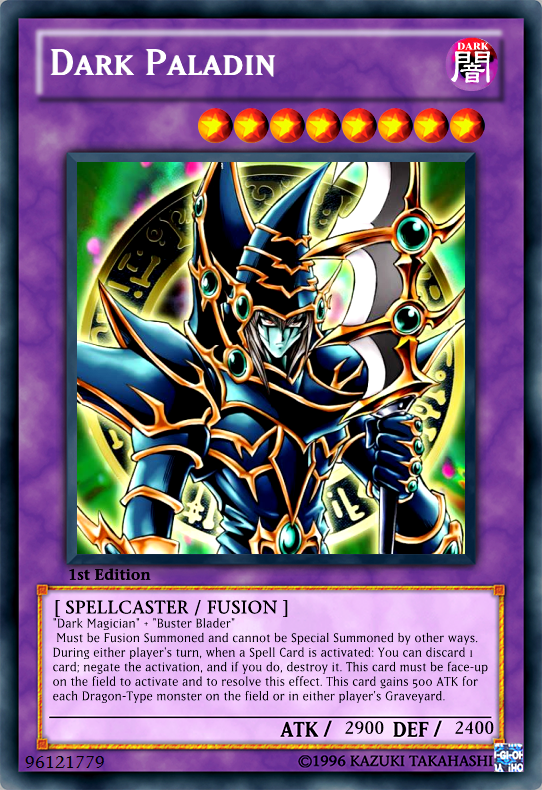 DARK PALADIN
DARK
闇
1st Edition
[ SPELLCASTER / FUSION ]
"Dark Magician" + "Buster Blader"
Must be Fusion Summoned and cannot be Special Summoned by other ways.
During either player's turn, when a Spell Card is activated: You can discard 1
card; negate the activation, and if you do, destroy it. This card must be face-up
on the field to activate and to resolve this effect. This card gains 500 ATK for
each Dragon-Type monster on the field or in either player's Graveyard.
ATK / 2900 DEF / 2400
96121779 ©1996 KAZUKI TAKAHASHI